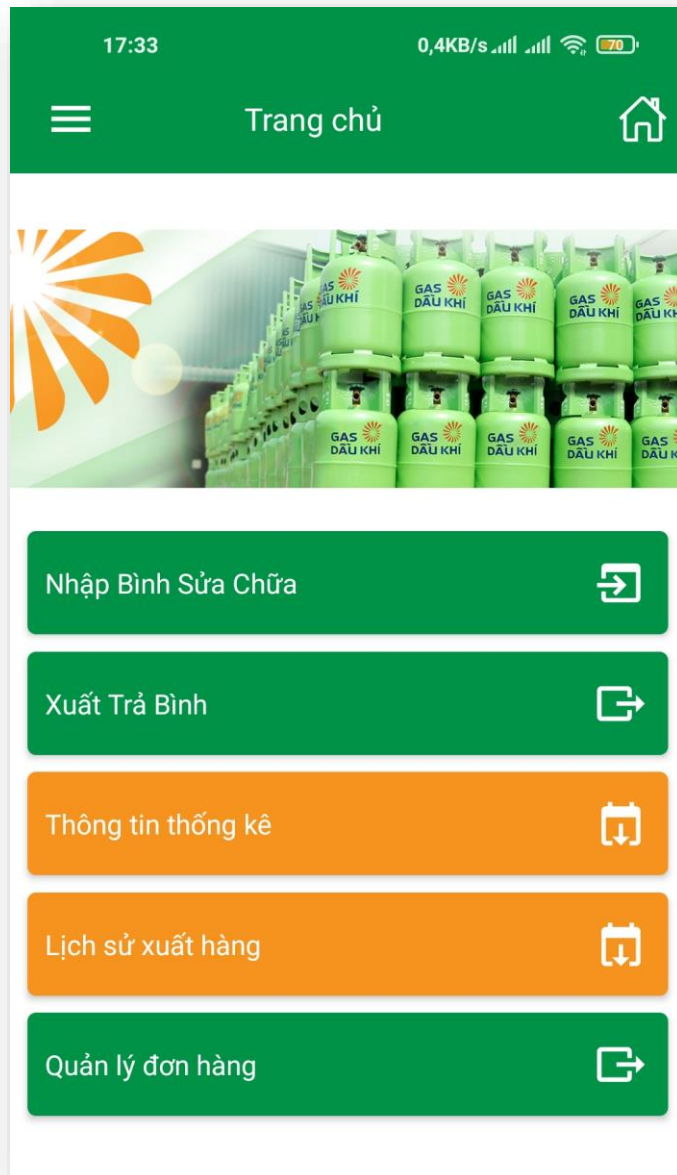 17:33
0,4KB/s
70
Trang chủ
GAS
DẦU KHÍ
GAS
DẦU KHÍ
GAS
DẦU KHÍ
GAS
DẦU KHÍ
GAS
DẦU KHÍ
GAS
DẦU KHÍ
GAS
DẦU KHÍ
GAS
GAS
Nhập Bình Sửa Chữa
Xuất Trả Bình
Thông tin thống kê
Lịch sử xuất hàng
Quản lý đơn hàng